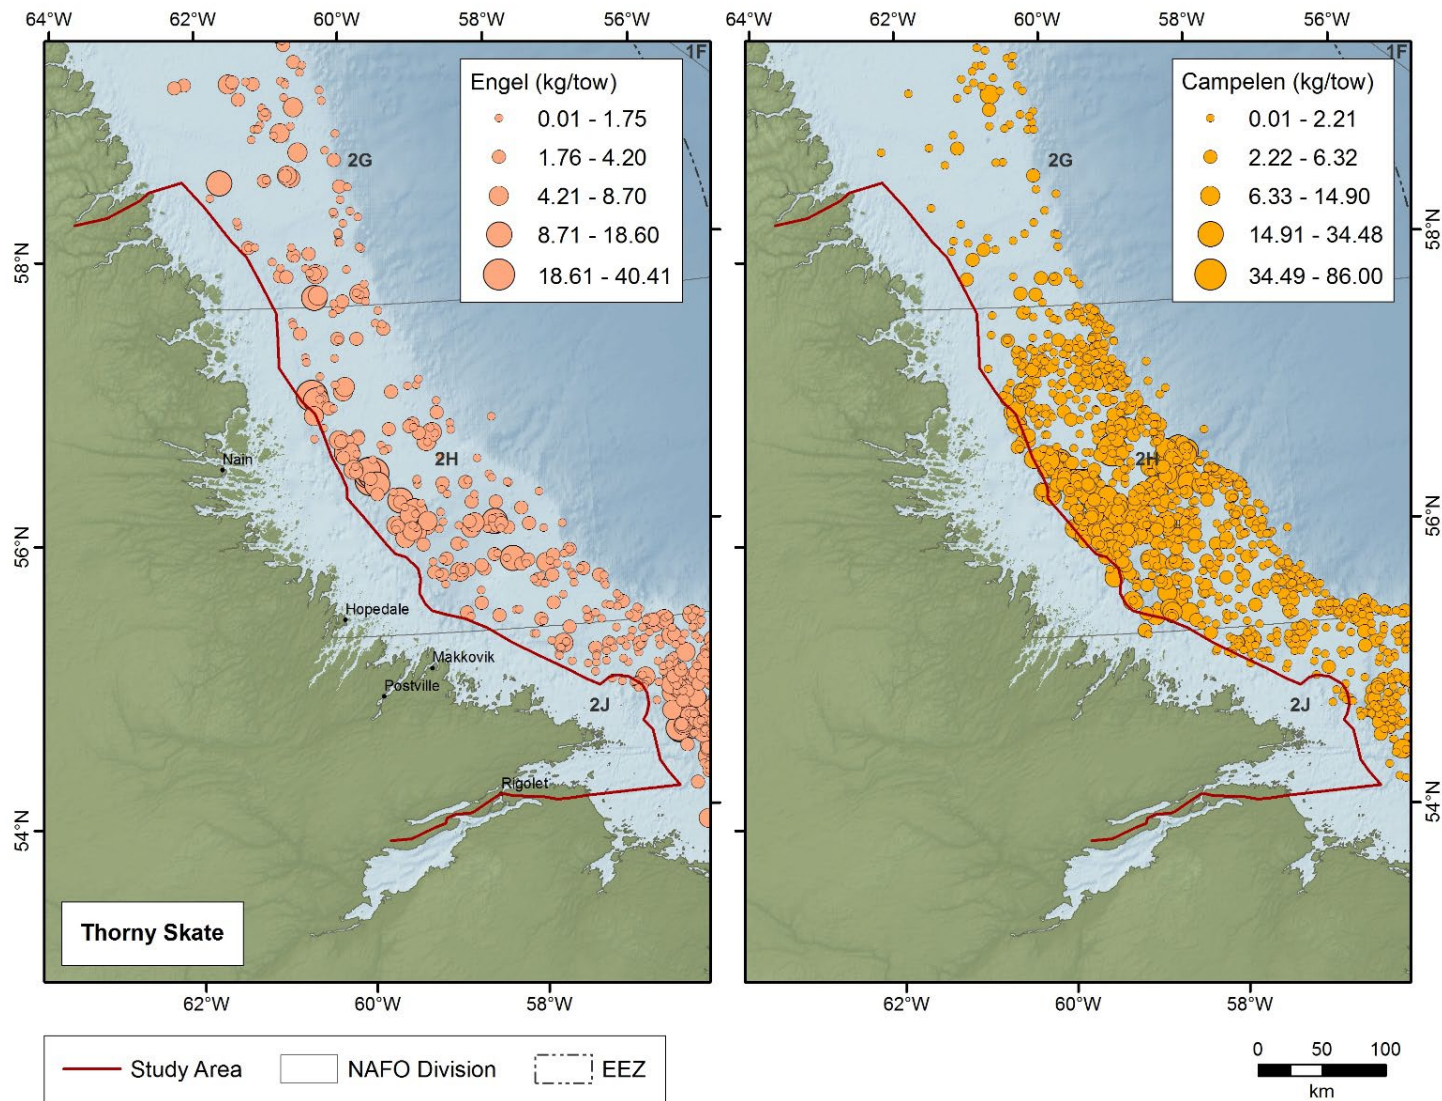 64°W 62°W 60°W 58°W 56°W
64°W 62°W 60°W 58°W 56°W
1F
Engel (kg/tow)
0.01 - 1.75
1.76 - 4.20
4.21 - 8.70
8.71 - 18.60
18.61 - 40.41
2G
2H
2J
Nain
Hopedale
Makkovik
Postville
Rigolet
58°N
56°N
54°N
Thorny Skate
1F
Campelen (kg/tow)
0.01 - 2.21
2.22 - 6.32
6.33 - 14.90
14.91 - 34.48
34.49 - 86.00
2G
2H
2J
58°N
56°N
54°N
62°W 60°W 58°W
62°W 60°W 58°W
Study Area NAFO Division EEZ
0 50 100
km